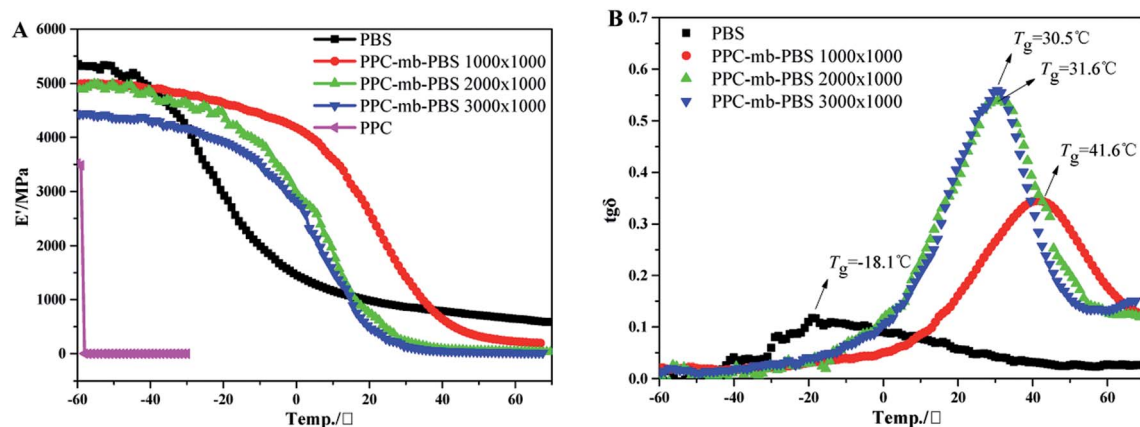 A
6000
5000
4000
3000
2000
1000
0
E'/MPa
-60 -40 -20 0 20 40 60
Temp./□
PBS
PPC-mb-PBS 1000x1000
PPC-mb-PBS 2000x1000
PPC-mb-PBS 3000x1000
PPC
B
0.7
0.6
0.5
0.4
0.3
0.2
0.1
0.0
tgδ
-60 -40 -20 0 20 40 60
Temp./□
PBS
PPC-mb-PBS 1000x1000
PPC-mb-PBS 2000x1000
PPC-mb-PBS 3000x1000
Tg=30.5℃
Tg=31.6℃
Tg=41.6℃
Tg=-18.1℃